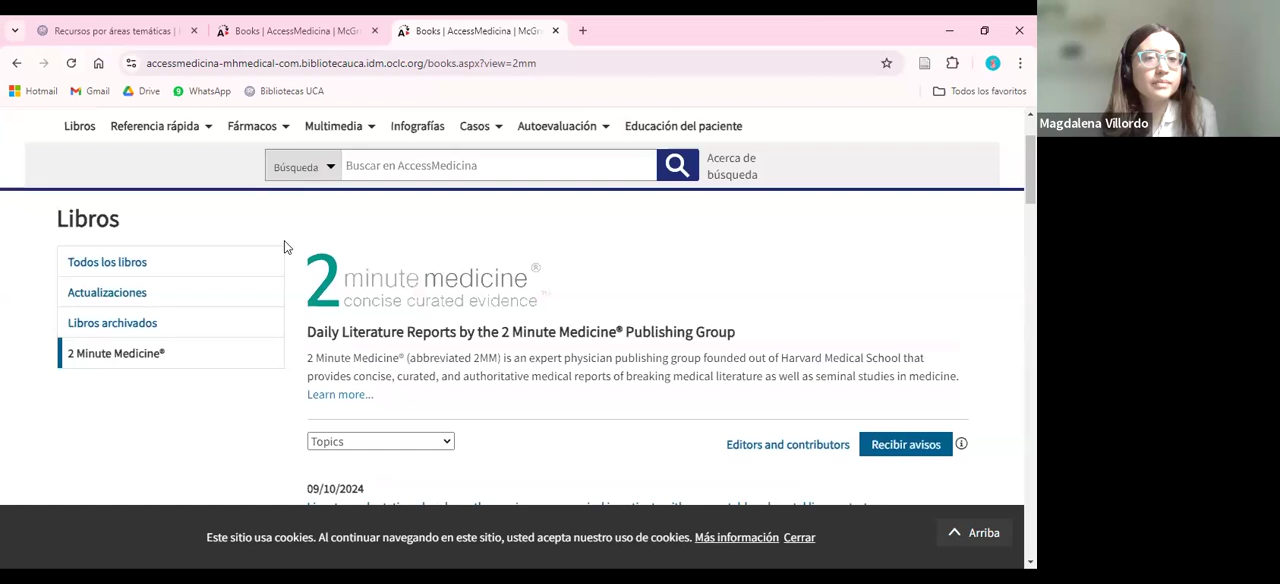 Recursos por áreas temáticas |
Books | AccessMedicina | McGr
Books | AccessMedicina | McGr
accessmedicina-mhmedical-com.bibliotecauca.idm.oclc.org/books.aspx?view=2mm
Hotmail
Gmail
Drive
WhatsApp
Bibliotecas UCA
Todos los favoritos
Magdalena Villordo
Libros
Referencia rápida
Fármacos
Multimedia
Infografías
Casos
Autoevaluación
Educación del paciente
Búsqueda
Buscar en AccessMedicina
Acerca de
búsqueda
Libros
Todos los libros
Actualizaciones
Libros archivados
2 Minute Medicine®
2 minute medicine®
concise curated evidence™
Daily Literature Reports by the 2 Minute Medicine® Publishing Group
2 Minute Medicine® (abbreviated 2MM) is an expert physician publishing group founded out of Harvard Medical School that
provides concise, curated, and authoritative medical reports of breaking medical literature as well as seminal studies in medicine.
Learn more...
Topics
Editors and contributors
Recibir avisos
09/10/2024
Este sitio usa cookies. Al continuar navegando en este sitio, usted acepta nuestro uso de cookies. Más información Cerrar
Arriba